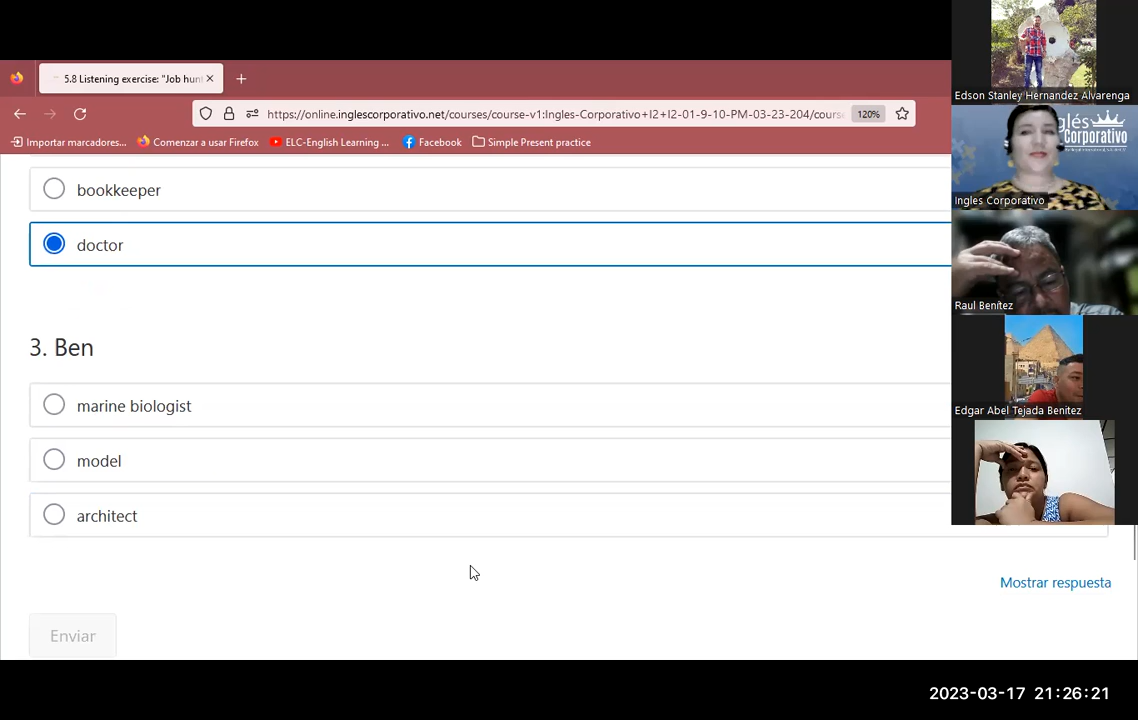 5.8 Listening exercise: "Job hun
https://online.inglescorporativo.net/courses/course-v1:Ingles-Corporativo+I2+I2-01-9-10-PM-03-23-204/cours
120%
Importar marcadores...
Comenzar a usar Firefox
ELC-English Learning ...
Facebook
Simple Present practice
bookkeeper
doctor
3. Ben
marine biologist
model
architect
Mostrar respuesta
Enviar
Edson Stanley Hernandez Alvarenga
glés
Corporativo
Ingles Corporativo
Raul Benítez
Edgar Abel Tejada Benitez
2023-03-17 21:26:21